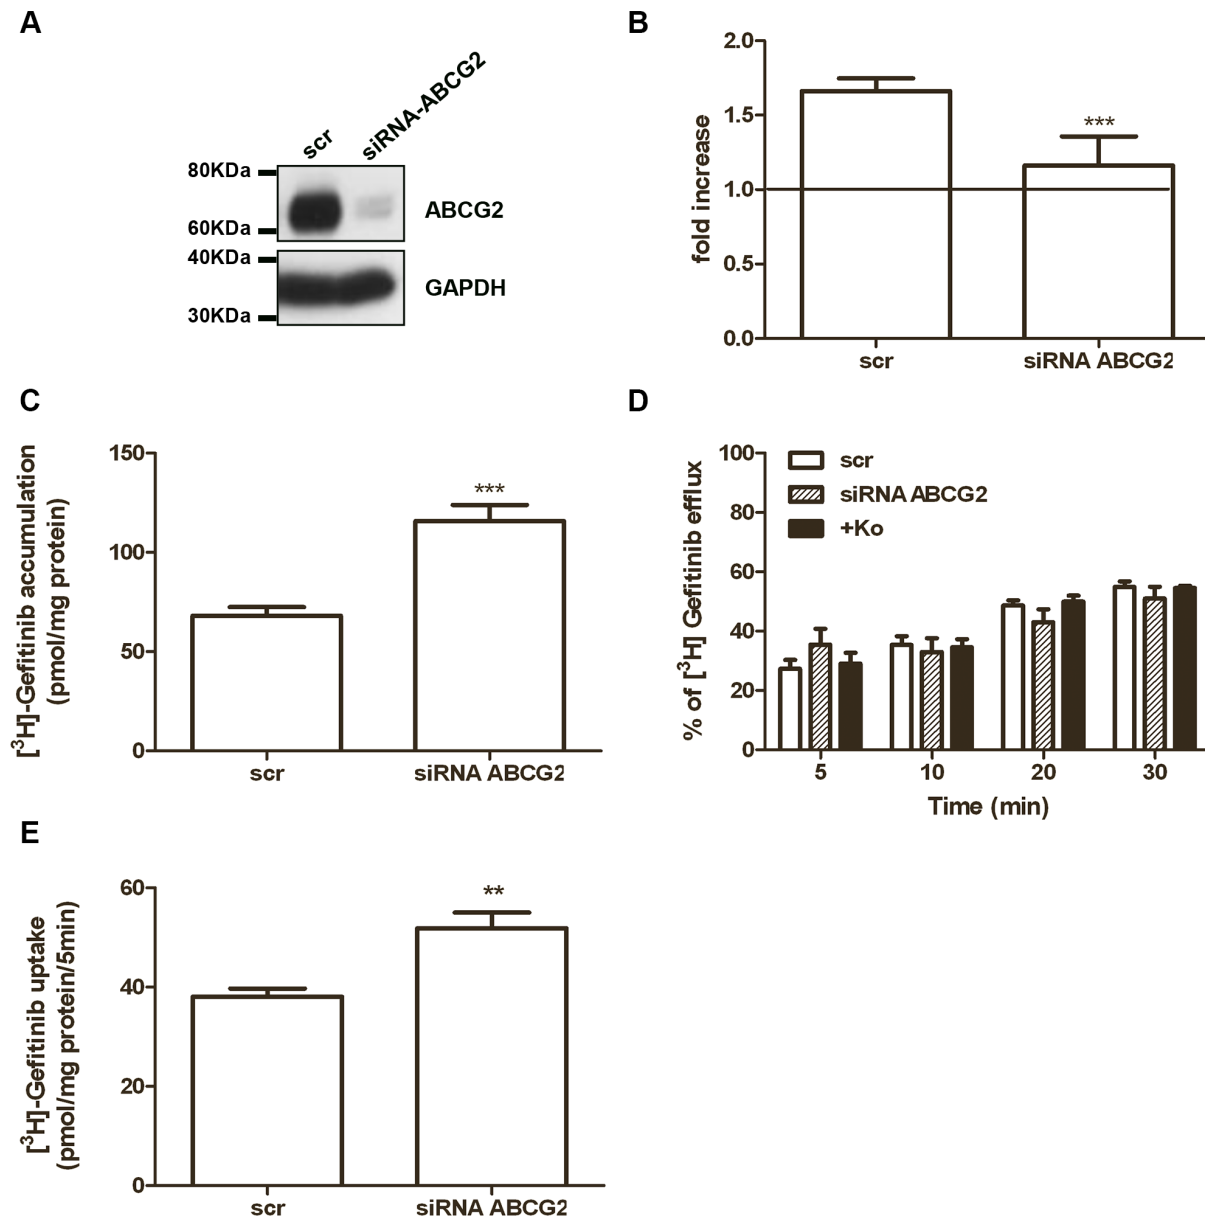 A
scr
siRNA-ABCG2
80KDa
60KDa
ABCG2
40KDa
30KDa
GAPDH
B
fold increase
2.0
1.5
1.0
0.5
0.0
***
scr
siRNA ABCG2
C
[³H]-Gefitinib accumulation
(pmol/mg protein)
150
100
50
0
***
scr
siRNA ABCG2
D
% of [³H] Gefitinib efflux
100
80
60
40
20
0
scr
siRNA ABCG2
+Ko
5
10
20
30
Time (min)
E
[³H]-Gefitinib uptake
(pmol/mg protein/5min)
60
40
20
0
**
scr
siRNA ABCG2